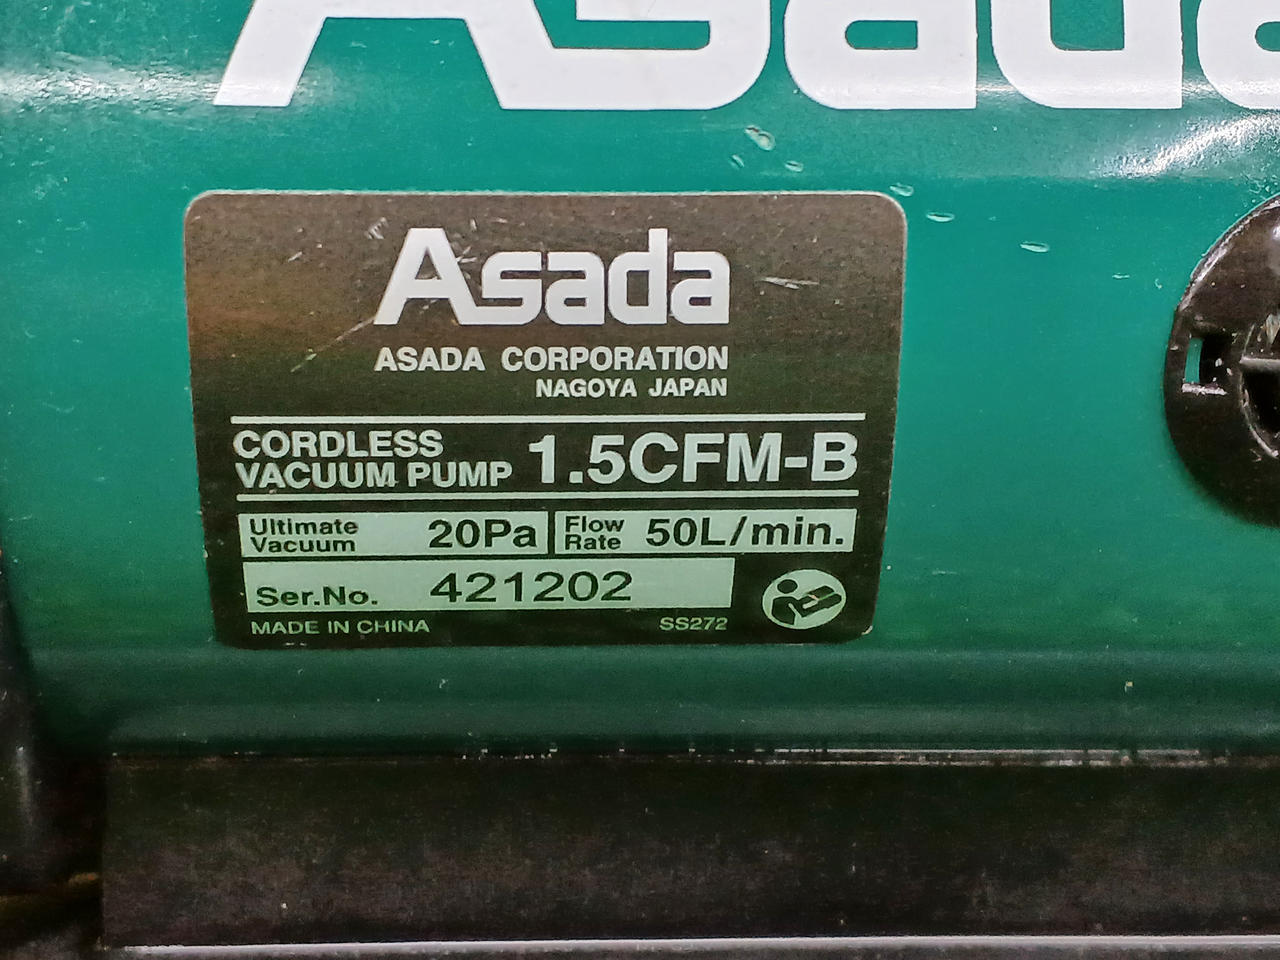 Asada
Asada
ASADA CORPORATION
NAGOYA JAPAN
CORDLESS
VACUUM PUMP 1.5CFM-B
Ultimate Vacuum 20Pa Flow Rate 50L/min.
Ser.No. 421202
MADE IN CHINA SS272